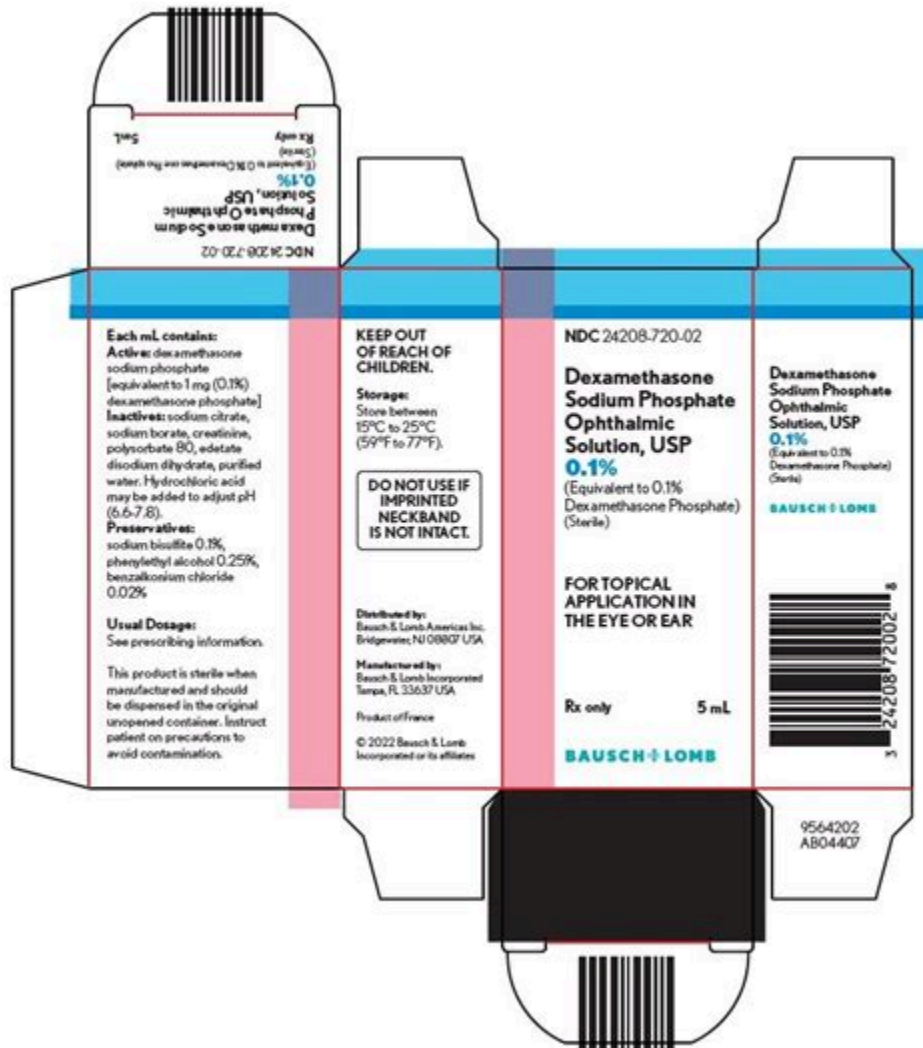 NDC 24208-720-02
Dexamethasone Sodium
Phosphate Ophthalmic
Solution, USP
0.1%
(Equivalent to 0.1% Dexamethasone Phosphate)
(Sterile)
Rx only 5mL
Each mL contains:
Active: dexamethasone
sodium phosphate
[equivalent to 1 mg (0.1%)
dexamethasone phosphate]
Inactives: sodium citrate,
sodium borate, creatinine,
polysorbate 80, edetate
disodium dihydrate, purified
water. Hydrochloric acid
may be added to adjust pH
(6.6-7.8).
Preservatives:
sodium bisulfite 0.1%,
phenylethyl alcohol 0.25%,
benzalkonium chloride
0.02%
Usual Dosage:
See prescribing information.
This product is sterile when
manufactured and should
be dispensed in the original
unopened container. Instruct
patient on precautions to
avoid contamination.
KEEP OUT
OF REACH OF
CHILDREN.
Storage:
Store between
15°C to 25°C
(59°F to 77°F).
DO NOT USE IF
IMPRINTED
NECKBAND
IS NOT INTACT.
Distributed by:
Bausch & Lomb Americas Inc.
Bridgewater, NJ 08807 USA
Manufactured by:
Bausch & Lomb Incorporated
Tampa, FL 33637 USA
Product of France
© 2022 Bausch & Lomb
Incorporated or its affiliates
NDC 24208-720-02
Dexamethasone
Sodium Phosphate
Ophthalmic
Solution, USP
0.1%
(Equivalent to 0.1%
Dexamethasone Phosphate)
(Sterile)
FOR TOPICAL
APPLICATION IN
THE EYE OR EAR
Rx only 5 mL
BAUSCH + LOMB
Dexamethasone
Sodium Phosphate
Ophthalmic
Solution, USP
0.1%
(Equivalent to 0.1%
Dexamethasone Phosphate)
(Sterile)
BAUSCH + LOMB
3 24208 72002 8
9564202
AB04407